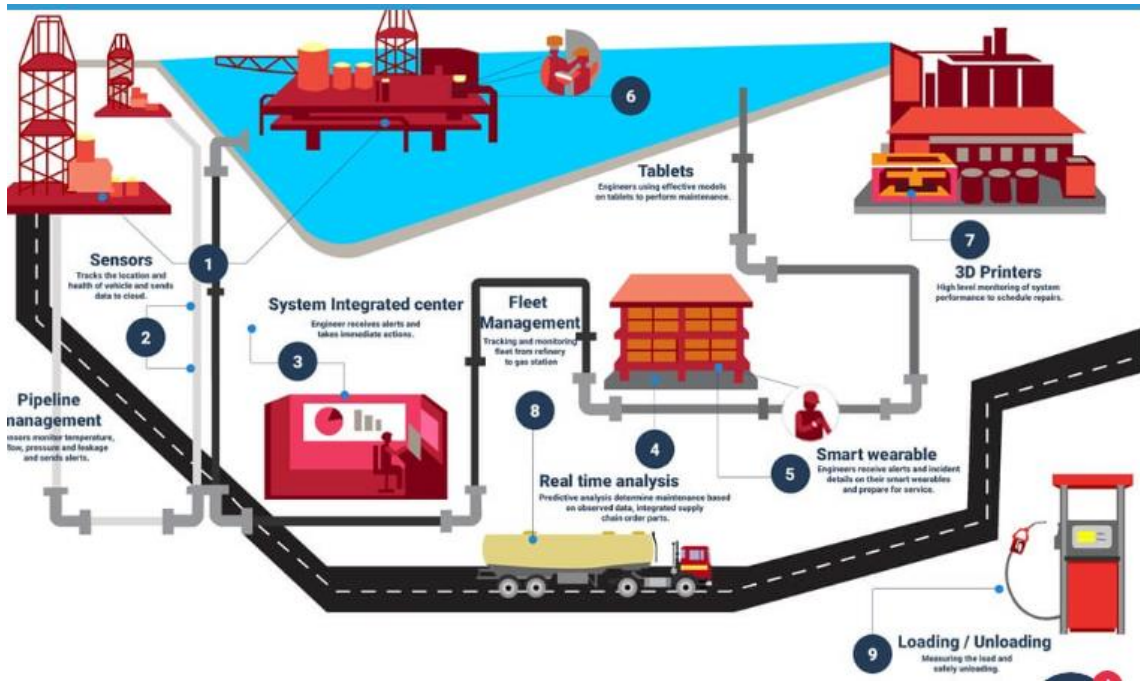 6
Tablets
Engineers using effective models
on tablets to perform maintenance.
7
3D Printers
High level monitoring of system
performance to schedule repairs.
1
Sensors
Tracks the location and
health of vehicle and sends
data to cloud.
2
System Integrated center
Engineer receives alerts and
takes immediate actions.
3
Fleet
Management
Tracking and monitoring
fleet from refinery
to gas station
Pipeline
management
sensors monitor temperature,
flow, pressure and leakage
and sends alerts.
8
4
5
Smart wearable
Engineers receive alerts and incident
details on their smart wearables
and prepare for service.
Real time analysis
Predictive analysis determine maintenance based
on observed data, integrated supply
chain order parts.
9
Loading / Unloading
Measuring the load and
safely unloading.